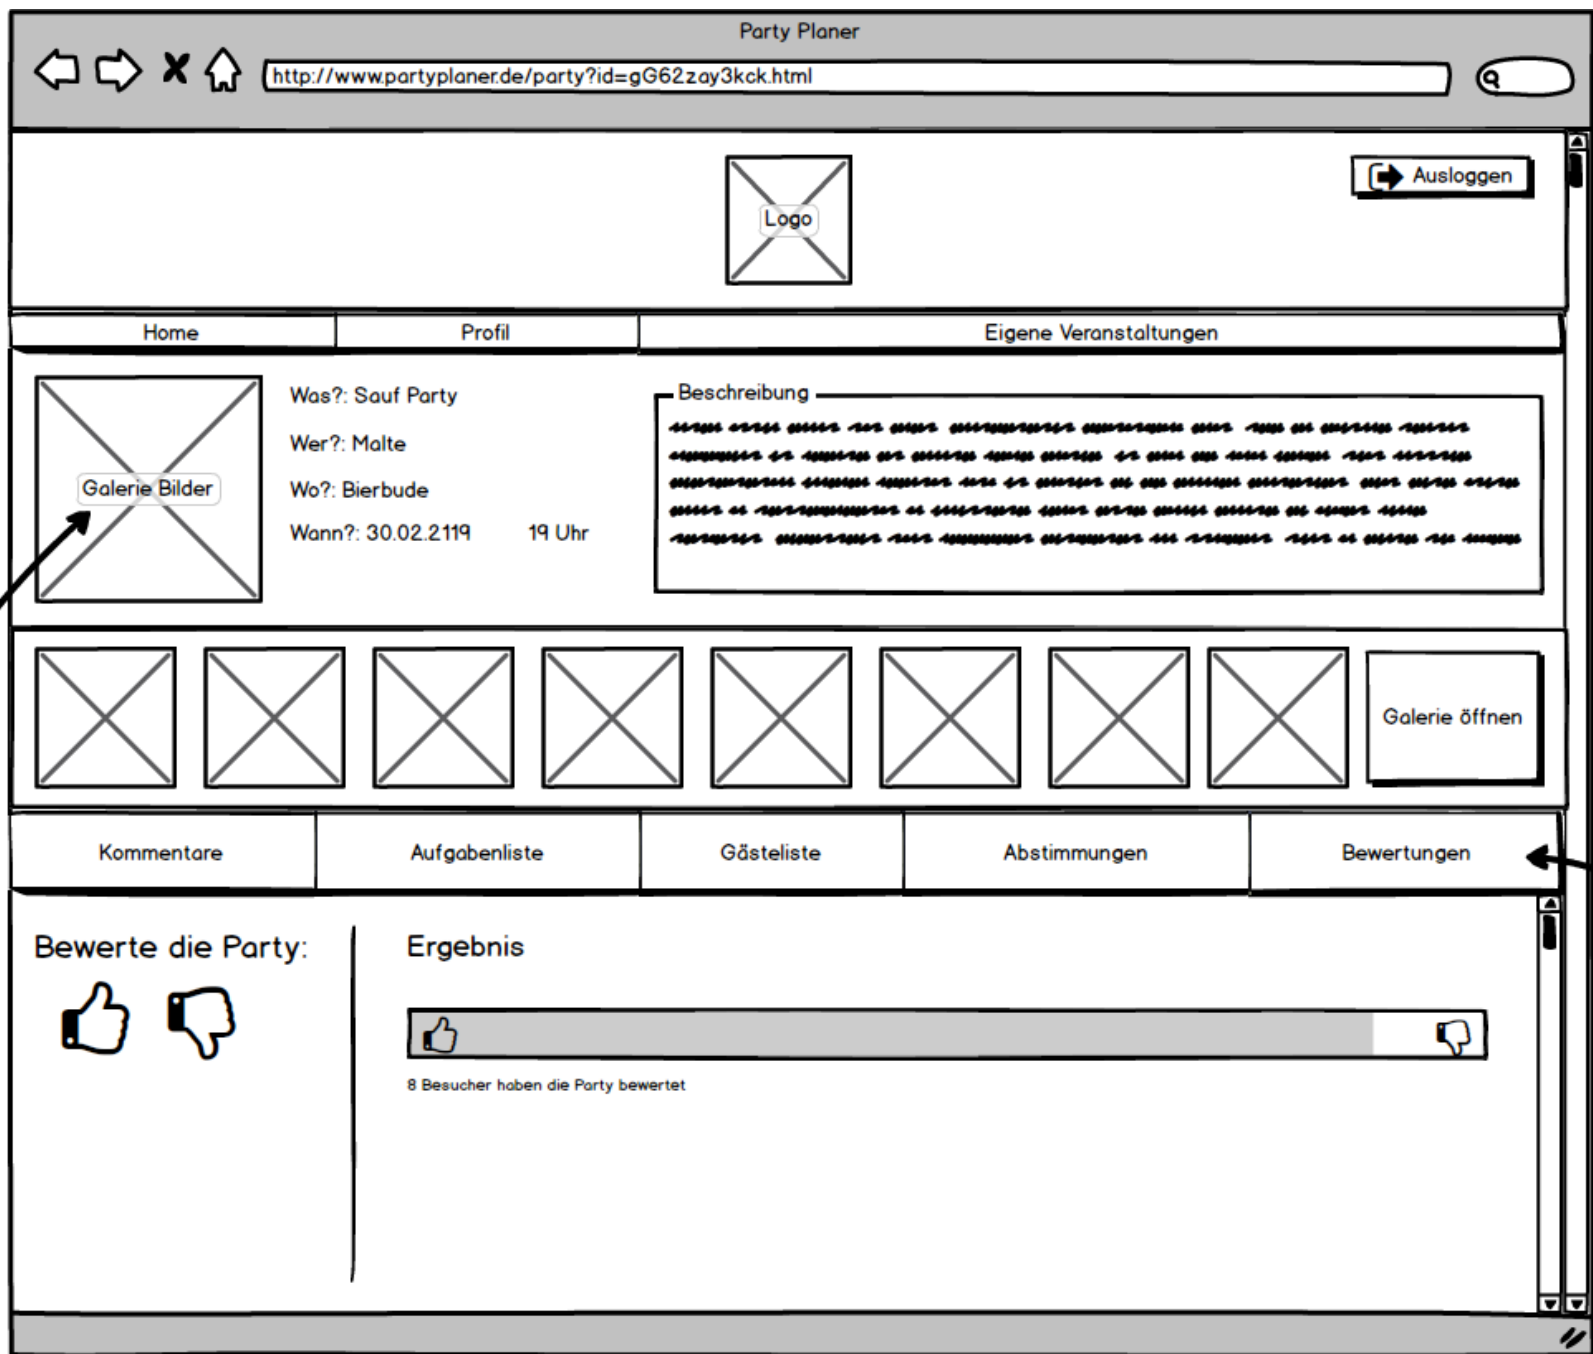 Party Planer
http://www.partyplaner.de/party?id=gG62zay3kck.html
Ausloggen
Logo
Home Profil Eigene Veranstaltungen
Galerie Bilder
Was?: Sauf Party
Wer?: Malte
Wo?: Bierbude
Wann?: 30.02.2119 19 Uhr
Beschreibung
Galerie öffnen
Kommentare Aufgabenliste Gästeliste Abstimmungen Bewertungen
Bewerte die Party:
Ergebnis
8 Besucher haben die Party bewertet